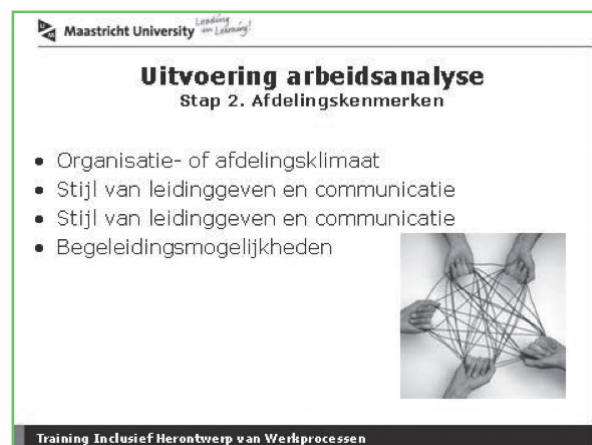 Maastricht University
Leading
in Learning!
Uitvoering arbeidsanalyse
Stap 2. Afdelingskenmerken
• Organisatie- of afdelingsklimaat
• Stijl van leidinggeven en communicatie
• Stijl van leidinggeven en communicatie
• Begeleidingsmogelijkheden
Training Inclusief Herontwerp van Werkprocessen